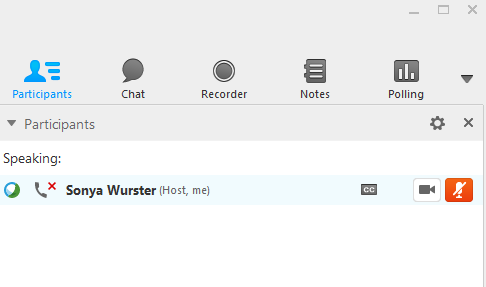 Participants Chat Recorder Notes Polling
Participants
Speaking:
Sonya Wurster (Host, me) CC